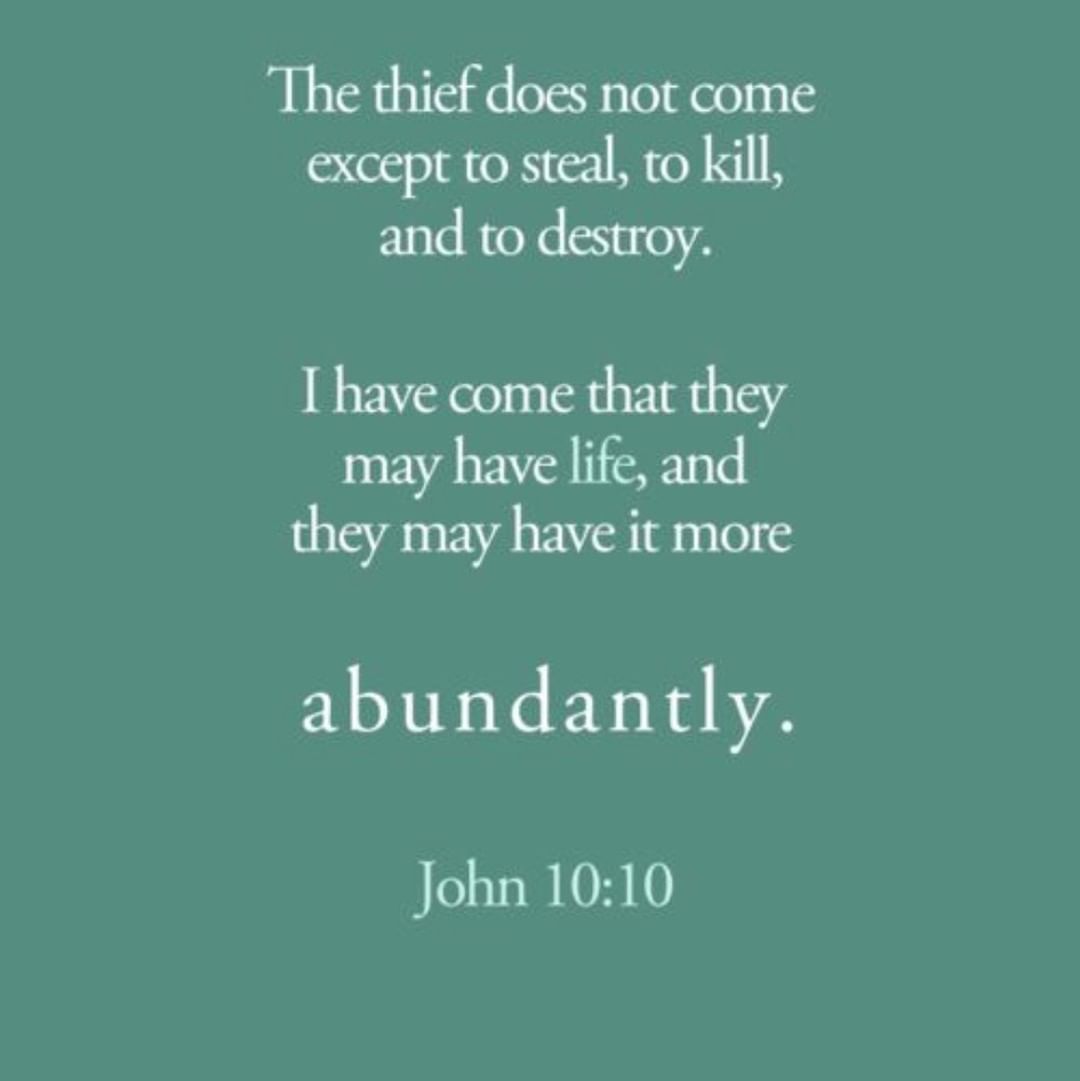 The thief does not come
except to steal, to kill,
and to destroy.
I have come that they
may have life, and
they may have it more
abundantly.
John 10:10